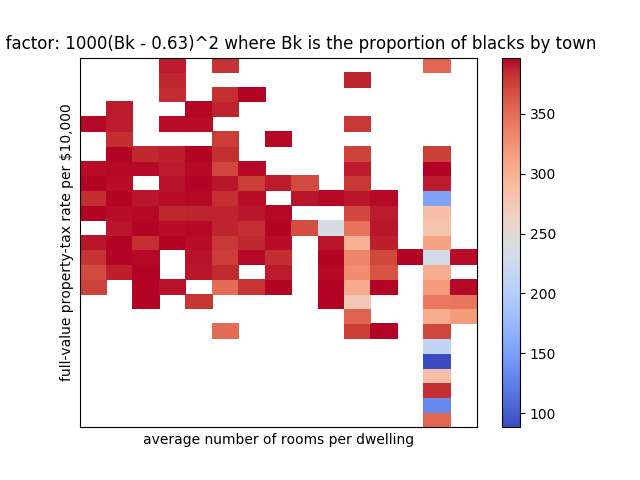 factor: 1000(Bk - 0.63)^2 where Bk is the proportion of blacks by town
full-value property-tax rate per $10,000
350
300
250
200
150
100
average number of rooms per dwelling